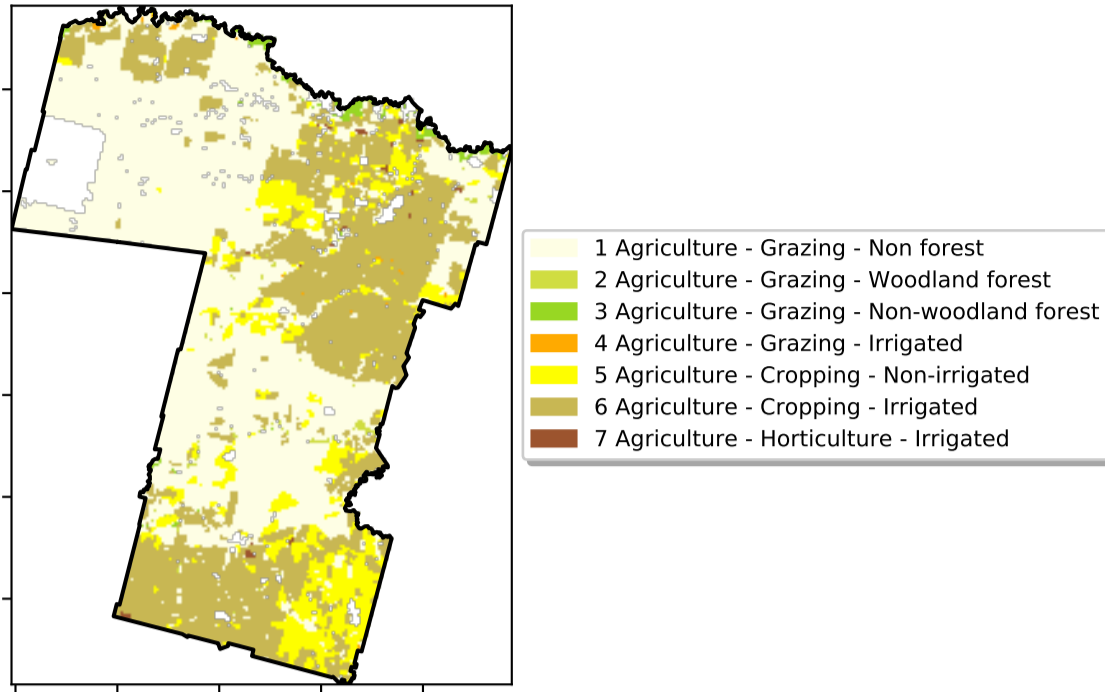 1 Agriculture - Grazing - Non forest
2 Agriculture - Grazing - Woodland forest
3 Agriculture - Grazing - Non-woodland forest
4 Agriculture - Grazing - Irrigated
5 Agriculture - Cropping - Non-irrigated
6 Agriculture - Cropping - Irrigated
7 Agriculture - Horticulture - Irrigated